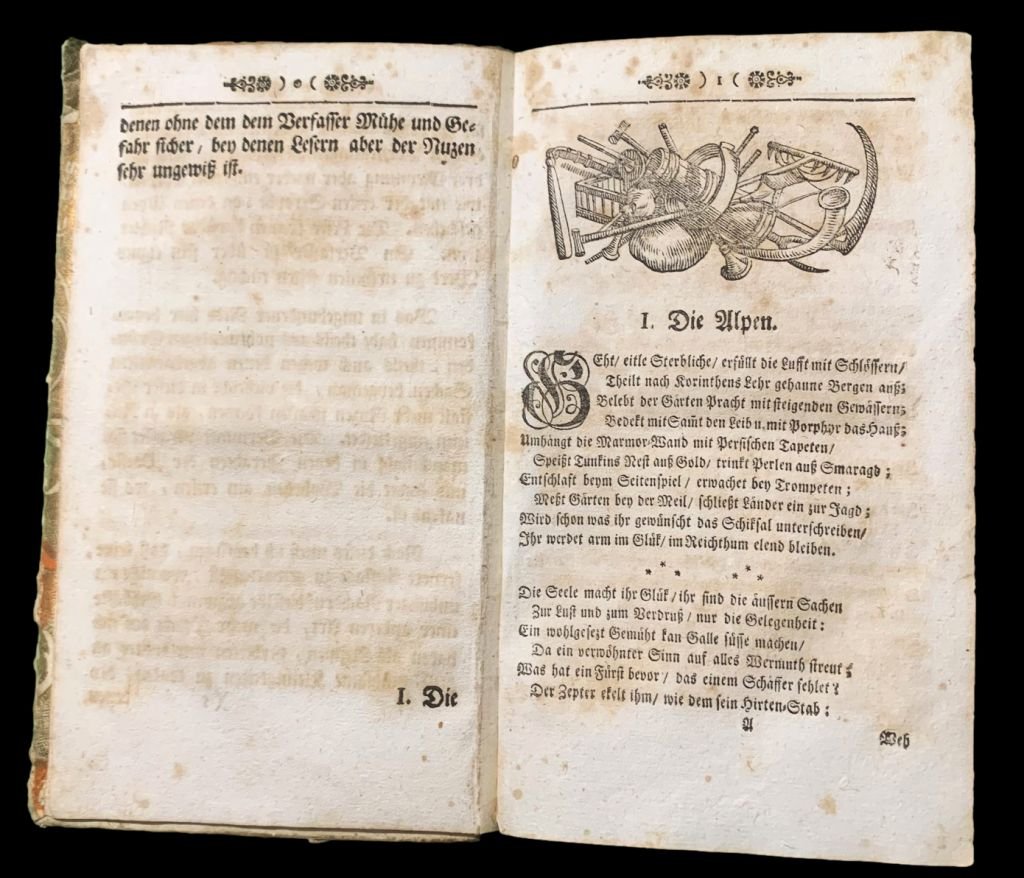 ) o (
denen ohne dem dem Verfasser Mühe und Ge⸗
fahr sicher / bey denen Lesern aber der Nuzen
sehr ungewiß ist.
I. Die
) 1 (
I. Die Alpen.
SEht / eitle Sterbliche / erfüllt die Lufft mit Schlössern /
Theilt nach Korinthens Lehr gehaune Bergen auß;
Belebt der Gärten Pracht mit steigenden Gewässern;
Bedekt mit Sam̃t den Leib u. mit Porphyr das Hauß;
Umhängt die Marmor-Wand mit Persischen Tapeten /
Speißt Tunkins Nest auß Gold / trinkt Perlen auß Smaragd ;
Entschlaft beym Seitenspiel / erwachet bey Trompeten ;
Meßt Gärten bey der Meil / schließt Länder ein zur Jagd ;
Wird schon was ihr gewünscht das Schiksal unterschreiben /
Ihr werdet arm im Glük / im Reichthum elend bleiben.
* * * * * *
Die Seele macht ihr Glük / ihr sind die äussern Sachen
Zur Lust und zum Verdruß / nur die Gelegenheit :
Ein wohlgesezt Gemüht kan Galle süsse machen /
Da ein verwöhnter Sinn auf alles Wermuth streut ;
Was hat ein Fürst bevor / das einem Schäffer fehlet ?
Der Zepter ekelt ihm / wie dem sein Hirten-Stab :
A
Weh